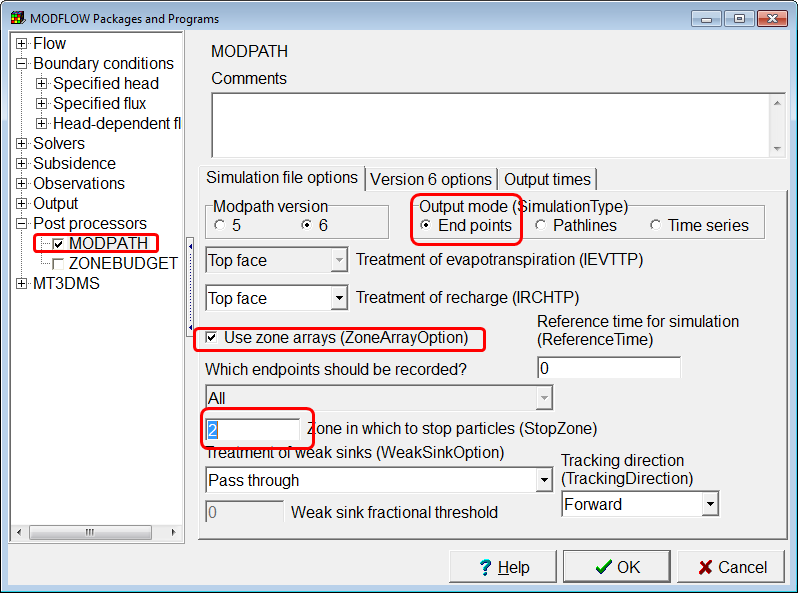 MODFLOW Packages and Programs
Flow
Boundary conditions
Specified head
Specified flux
Head-dependent fl
Solvers
Subsidence
Observations
Output
Post processors
MODPATH
ZONEBUDGET
MT3DMS
MODPATH
Comments
Simulation file options
Version 6 options
Output times
Modpath version
5
6
Output mode (SimulationType)
End points
Pathlines
Time series
Top face
Treatment of evapotranspiration (IEVTTP)
Top face
Treatment of recharge (IRCHTP)
Use zone arrays (ZoneArrayOption)
Reference time for simulation
(ReferenceTime)
0
Which endpoints should be recorded?
All
2
Zone in which to stop particles (StopZone)
Treatment of weak sinks (WeakSinkOption)
Pass through
Tracking direction
(TrackingDirection)
Forward
0
Weak sink fractional threshold
? Help
OK
Cancel